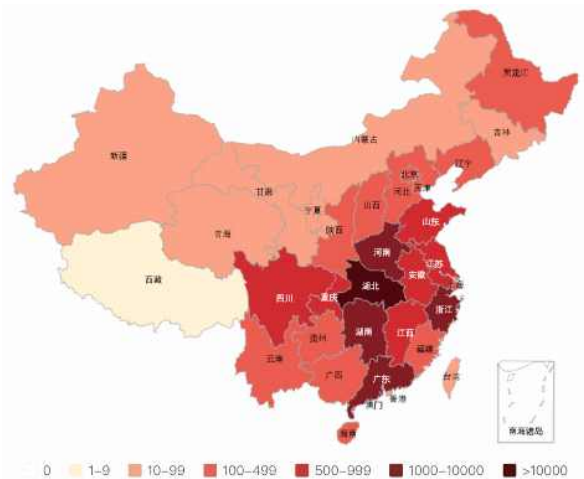 黑龙江
吉林
内蒙古
新疆
辽宁
北京
天津
河北
甘肃
山西
宁夏
山东
青海
陕西
河南
江苏
西藏
安徽
四川
湖北
上海
重庆
浙江
湖南
江西
贵州
福建
云南
台湾
广西
广东
香港
澳门
海南
南海诸岛
0 1-9 10-99 100-499 500-999 1000-10000 >10000